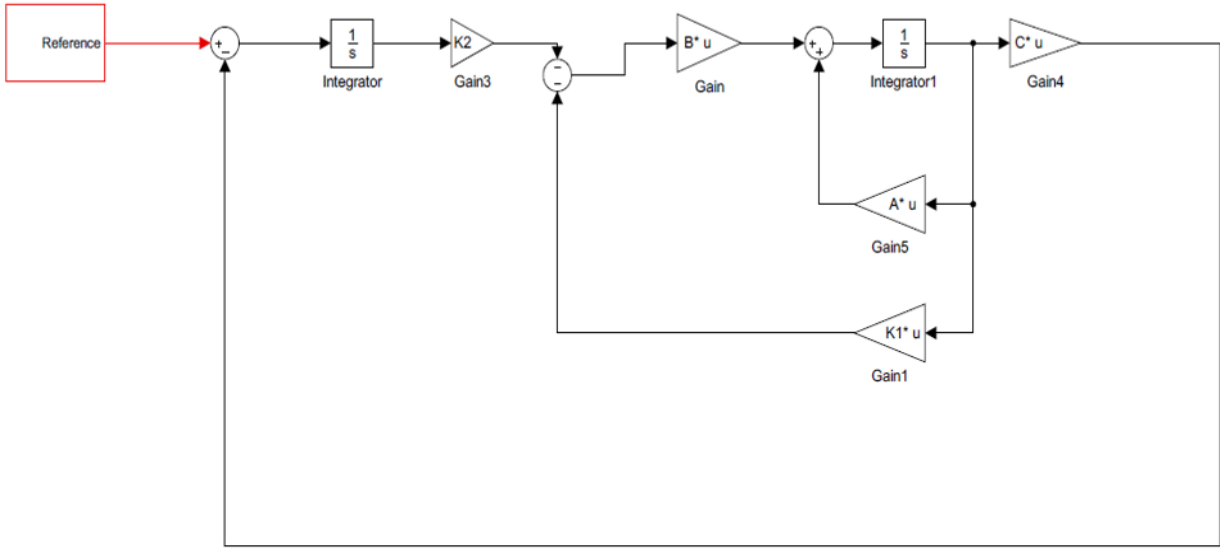 Reference
+
−
1
s
Integrator
K2
Gain3
−
−
B* u
Gain
+
+
1
s
Integrator1
C* u
Gain4
A* u
Gain5
K1* u
Gain1